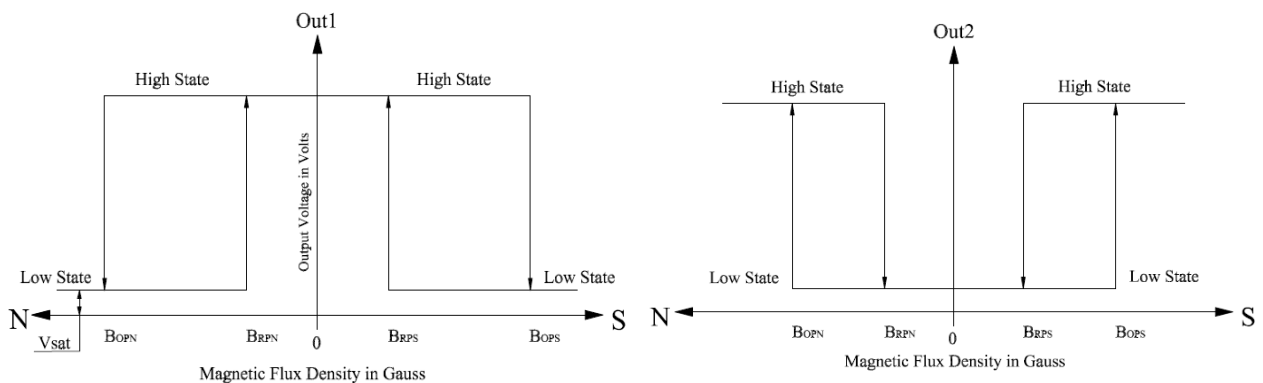 Out1
High State
High State
Output Voltage in Volts
Low State
Low State
N
S
Vsat
BOPN
BRPN
0
BRPS
BOPS
Magnetic Flux Density in Gauss
Out2
High State
High State
Low State
Low State
N
S
BOPN
BRPN
0
BRPS
BOPS
Magnetic Flux Density in Gauss